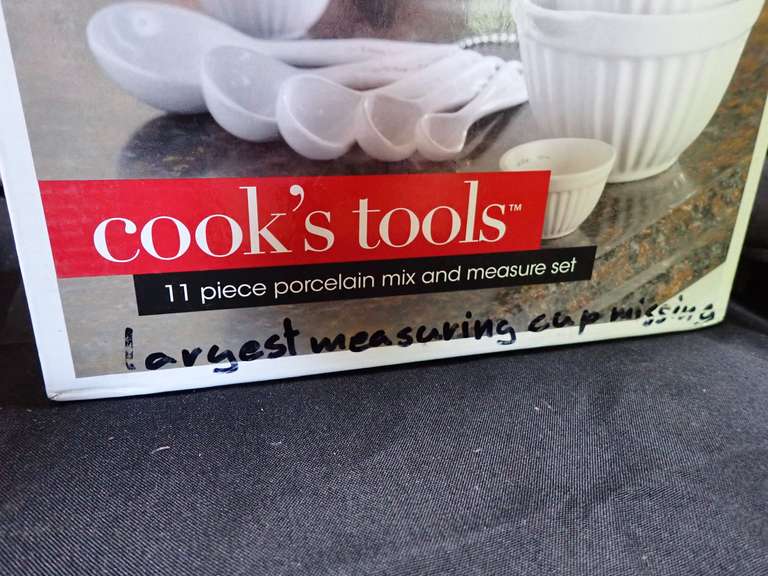 cook's tools™
11 piece porcelain mix and measure set
largest measuring cup missing